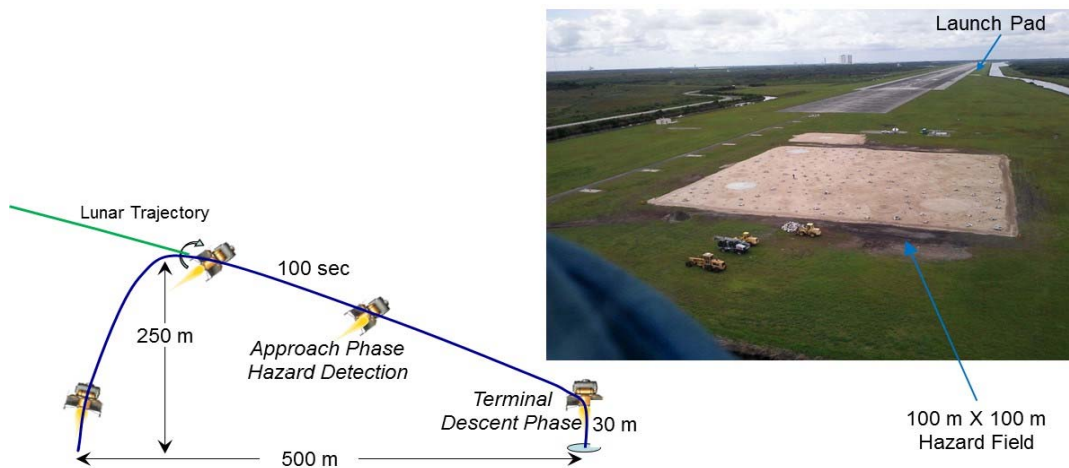 Launch Pad
Lunar Trajectory
100 sec
250 m
Approach Phase
Hazard Detection
Terminal
Descent Phase
30 m
500 m
100 m X 100 m
Hazard Field